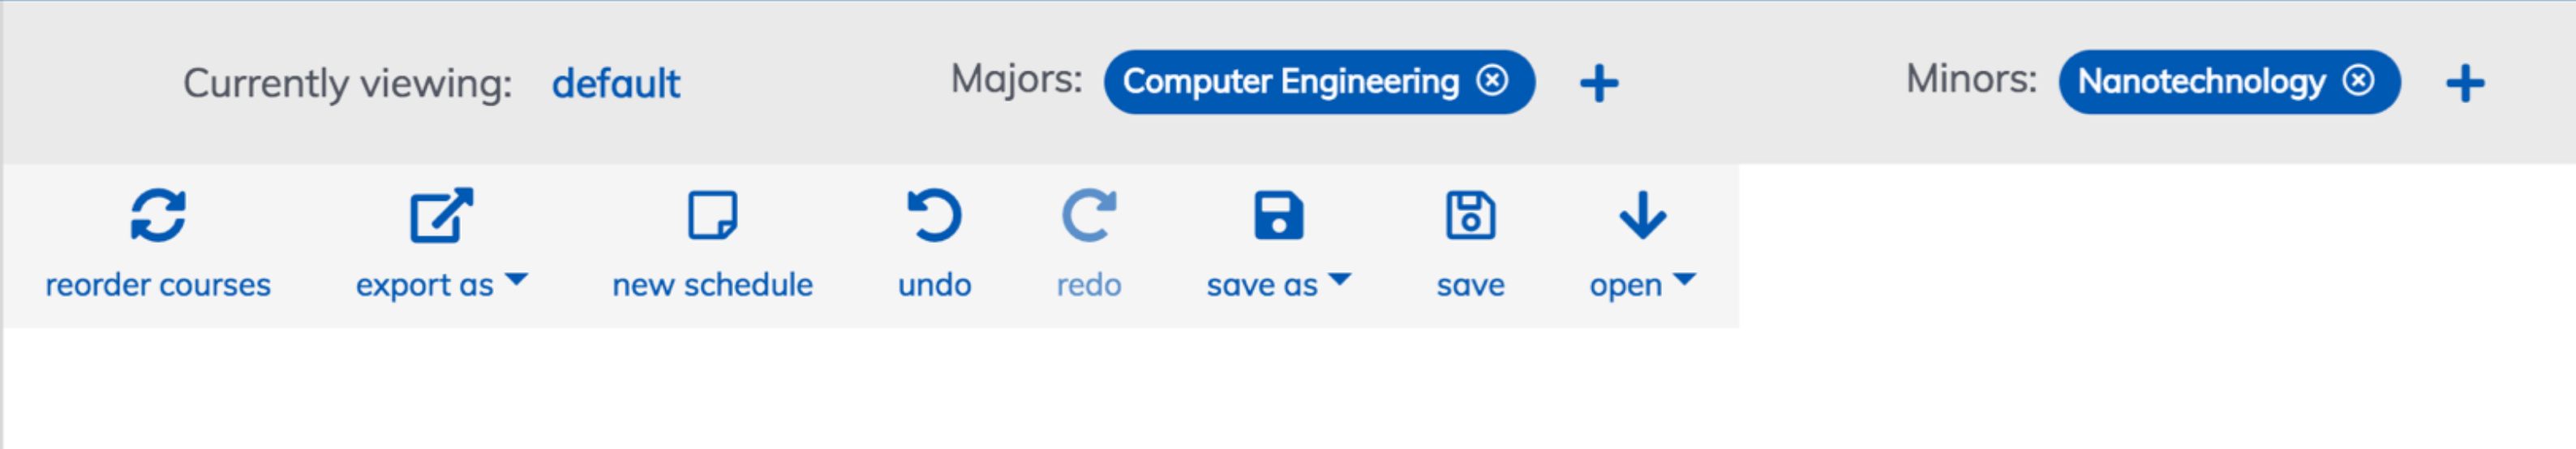 Currently viewing: default Majors: Computer Engineering Minors: Nanotechnology
reorder courses export as new schedule undo redo save as save open